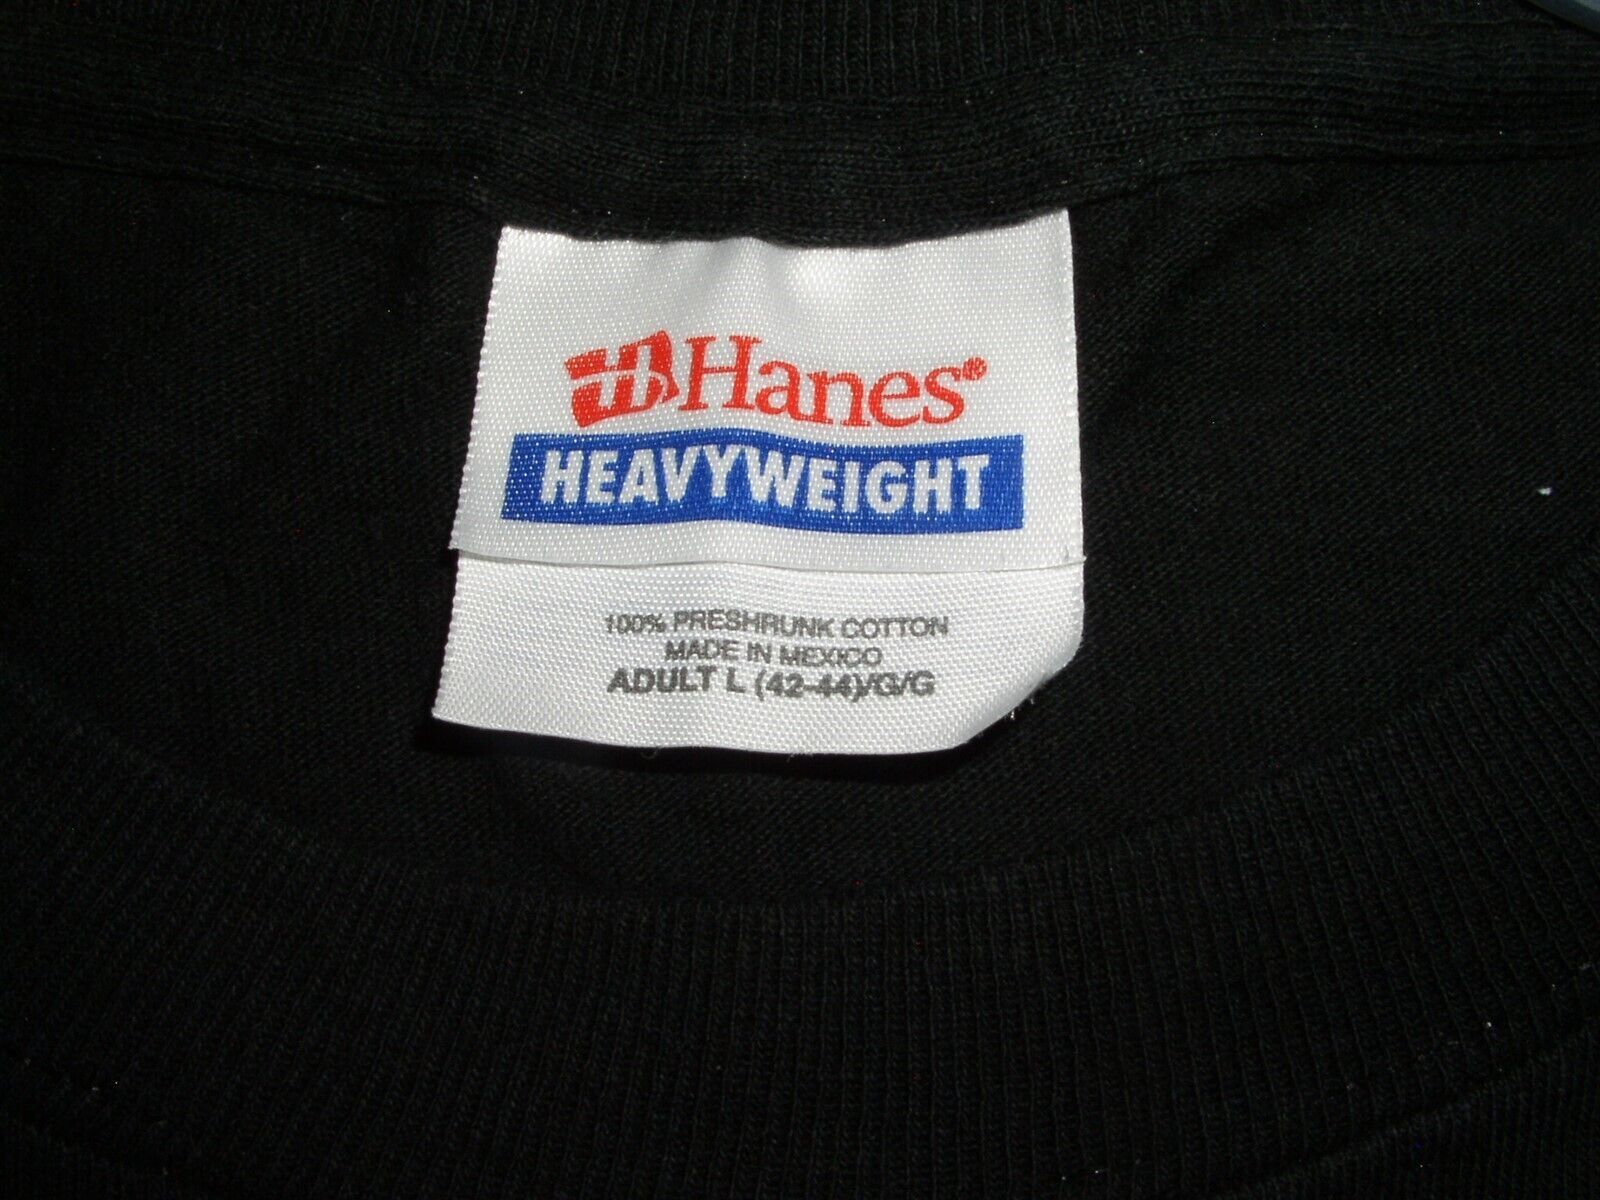 Hanes®
HEAVYWEIGHT
100% PRESHRUNK COTTON
MADE IN MEXICO
ADULT L (42-44)/G/G